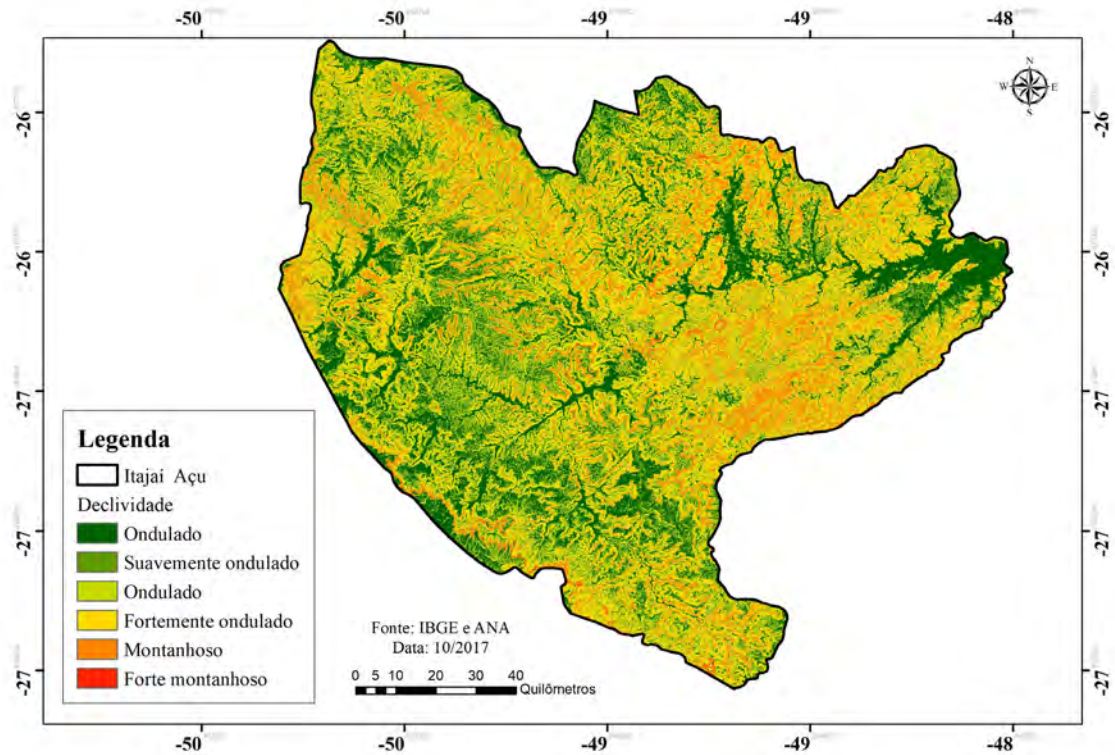 -50 -50 -49 -49 -48
N
W E
S
-26 -26
-26 -26
-27 -27
-27 -27
-27 -27
Legenda
Itajaí Açu
Declividade
Ondulado
Suavemente ondulado
Ondulado
Fortemente ondulado
Montanhoso
Forte montanhoso
Fonte: IBGE e ANA
Data: 10/2017
0 5 10 20 30 40
Quilômetros
-50 -50 -49 -49 -48